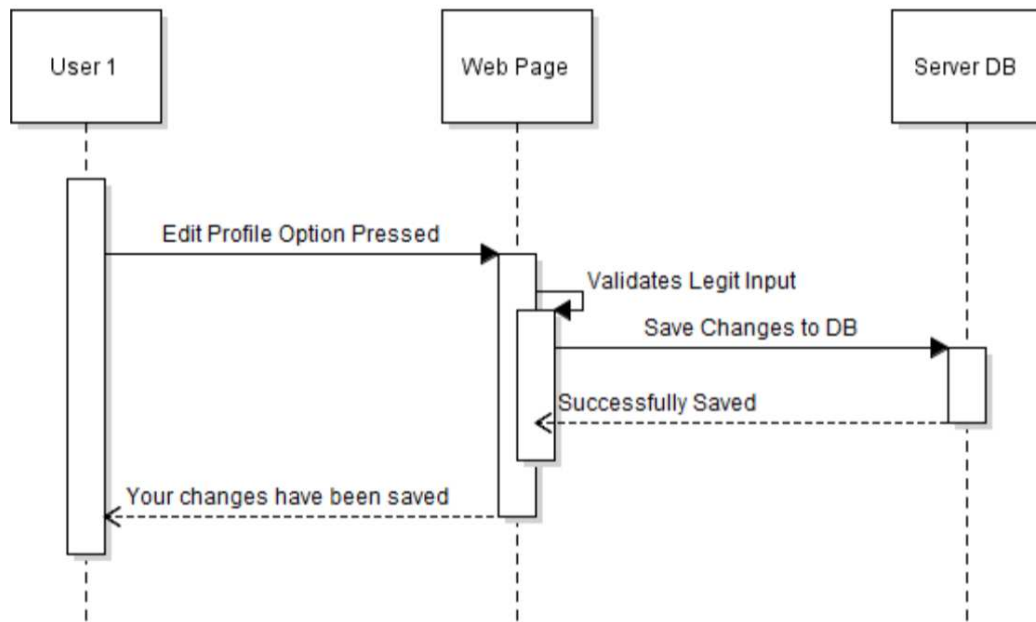 User 1
Web Page
Server DB
Edit Profile Option Pressed
Validates Legit Input
Save Changes to DB
Successfully Saved
Your changes have been saved